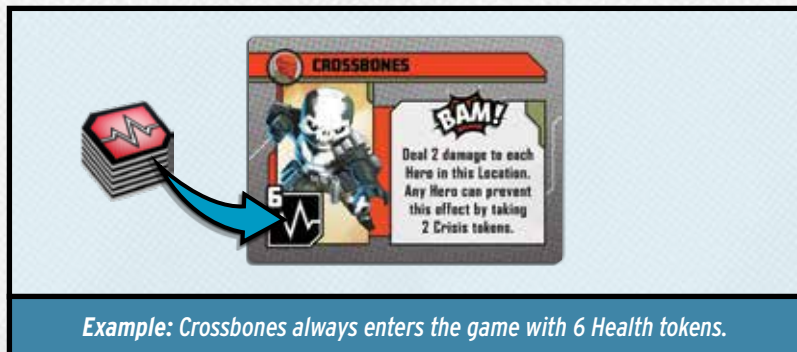 CROSSBONES
BAM!
Deal 2 damage to each
Hero in this Location.
Any Hero can prevent
this effect by taking
2 Crisis tokens.
6
Example: Crossbones always enters the game with 6 Health tokens.